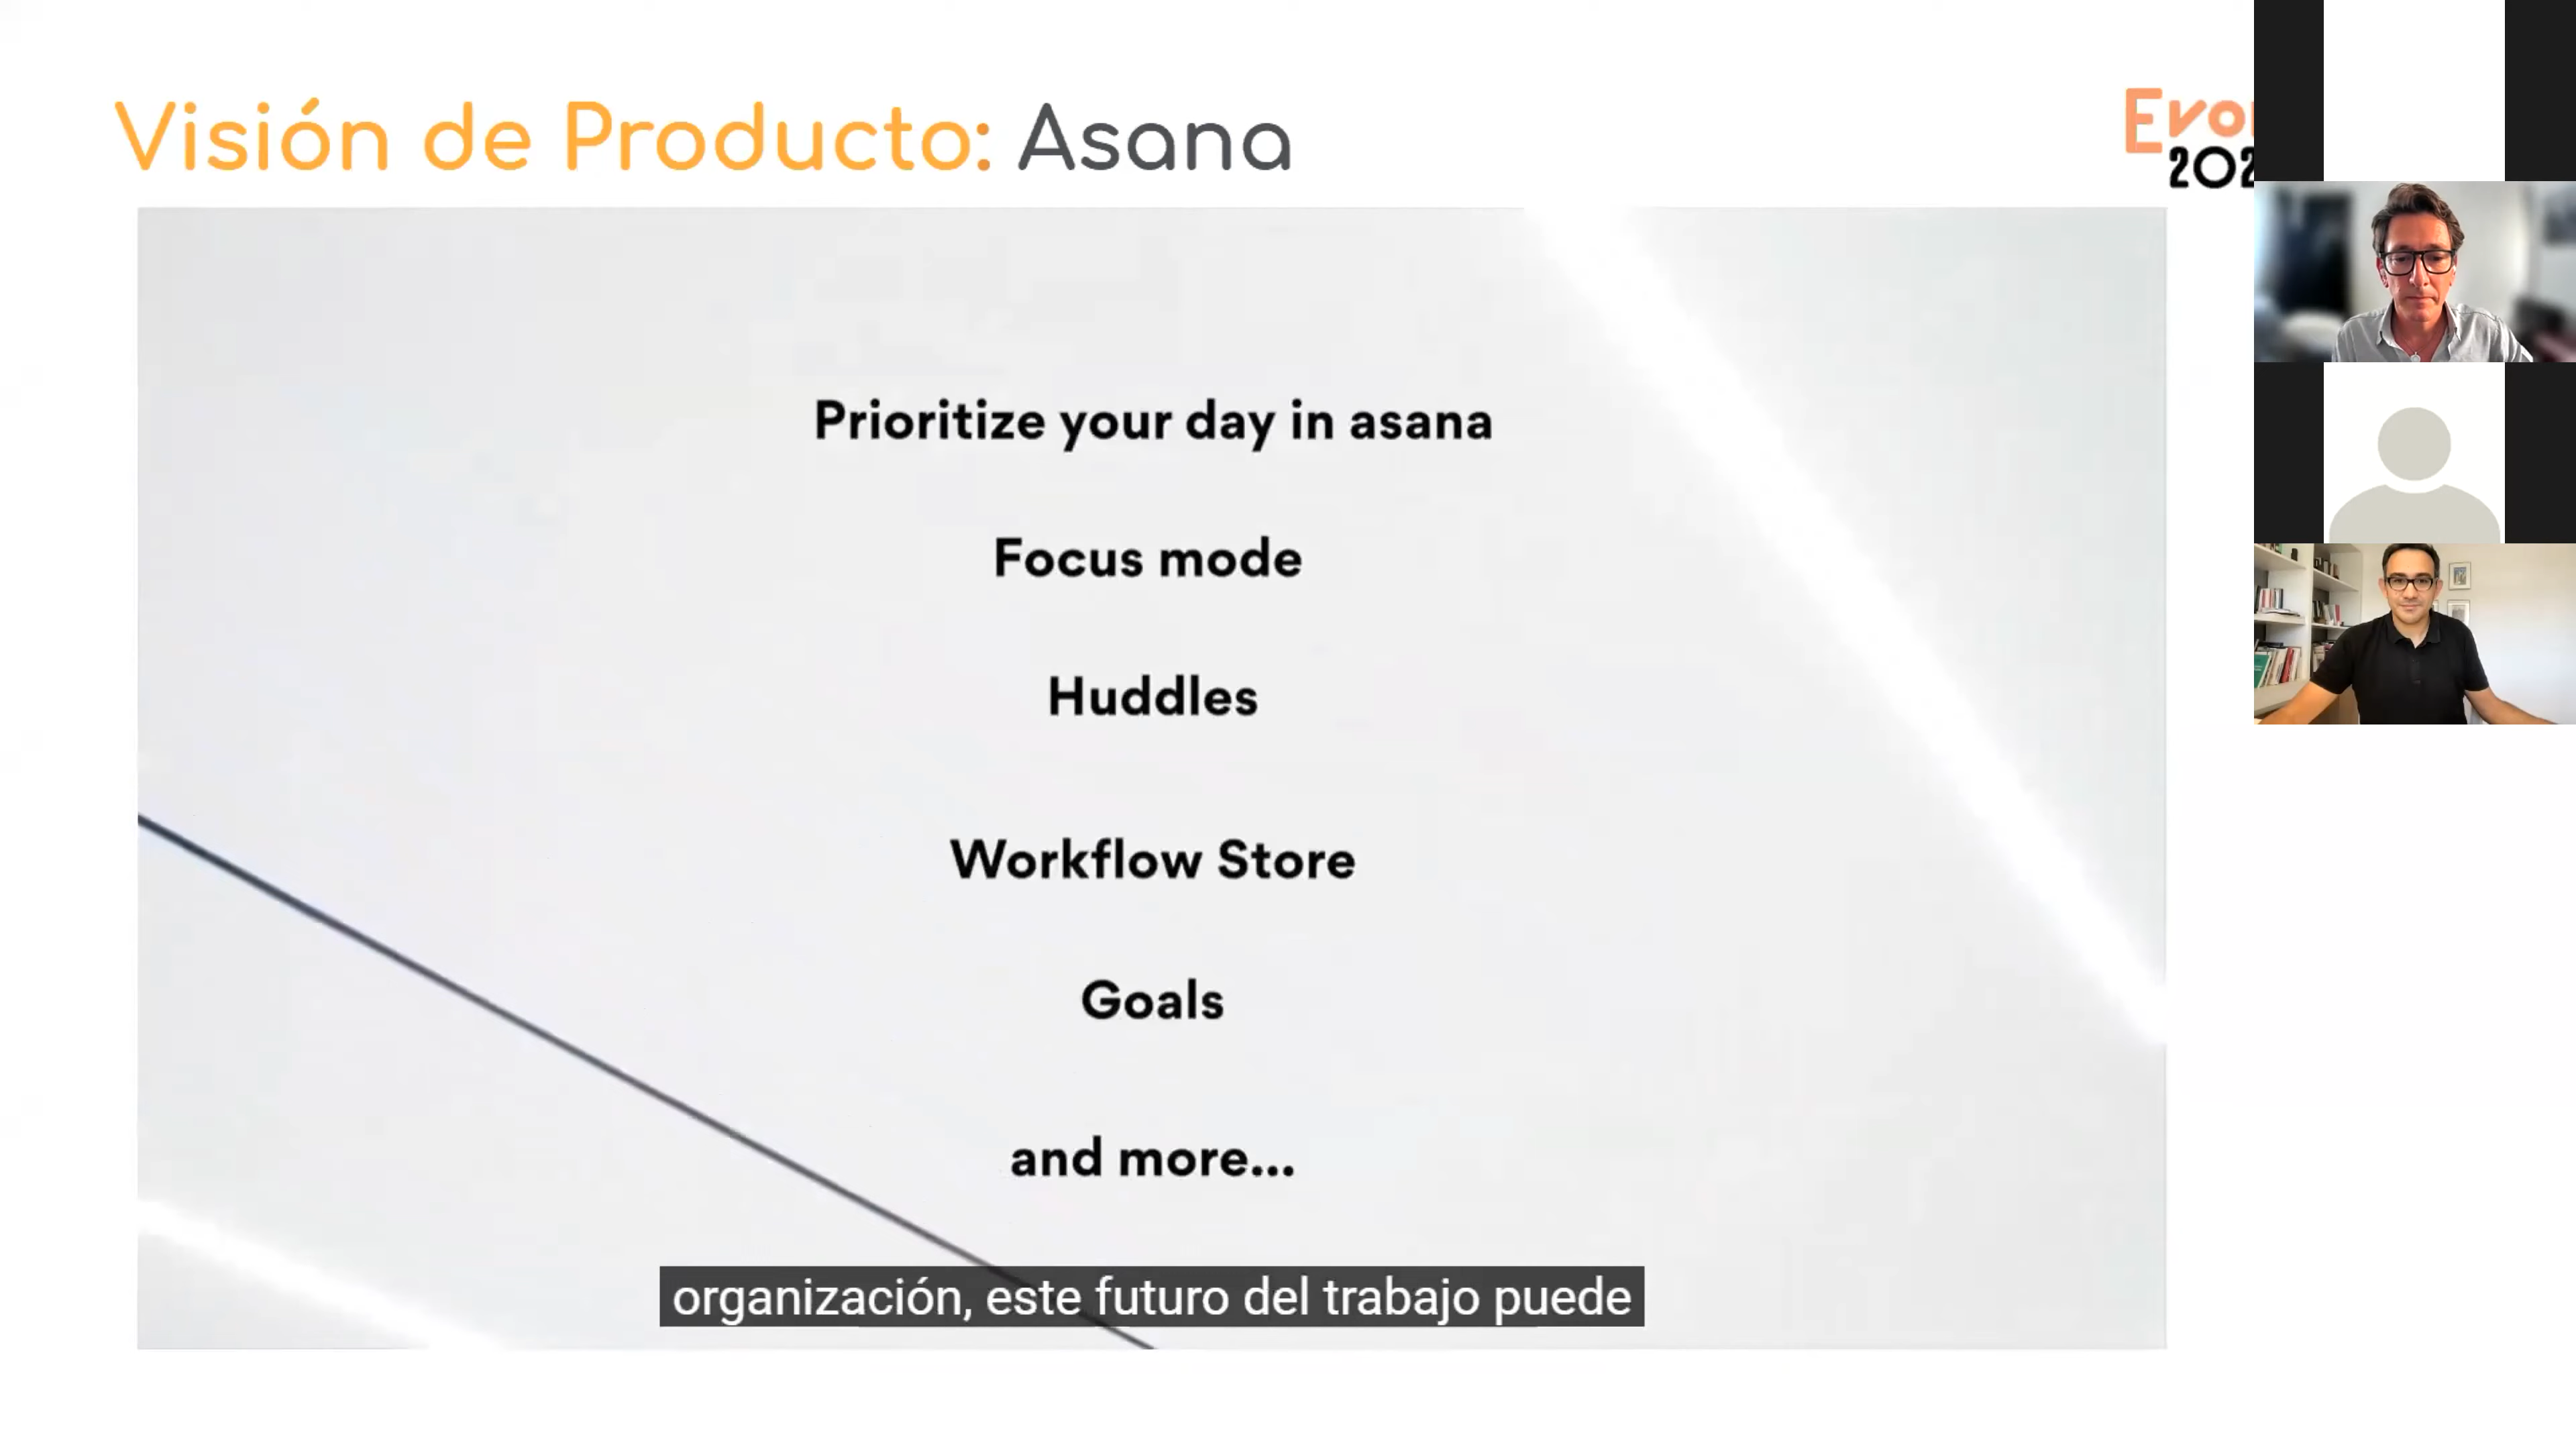 Visión de Producto: Asana
Prioritize your day in asana
Focus mode
Huddles
Workflow Store
Goals
and more...
organización, este futuro del trabajo puede